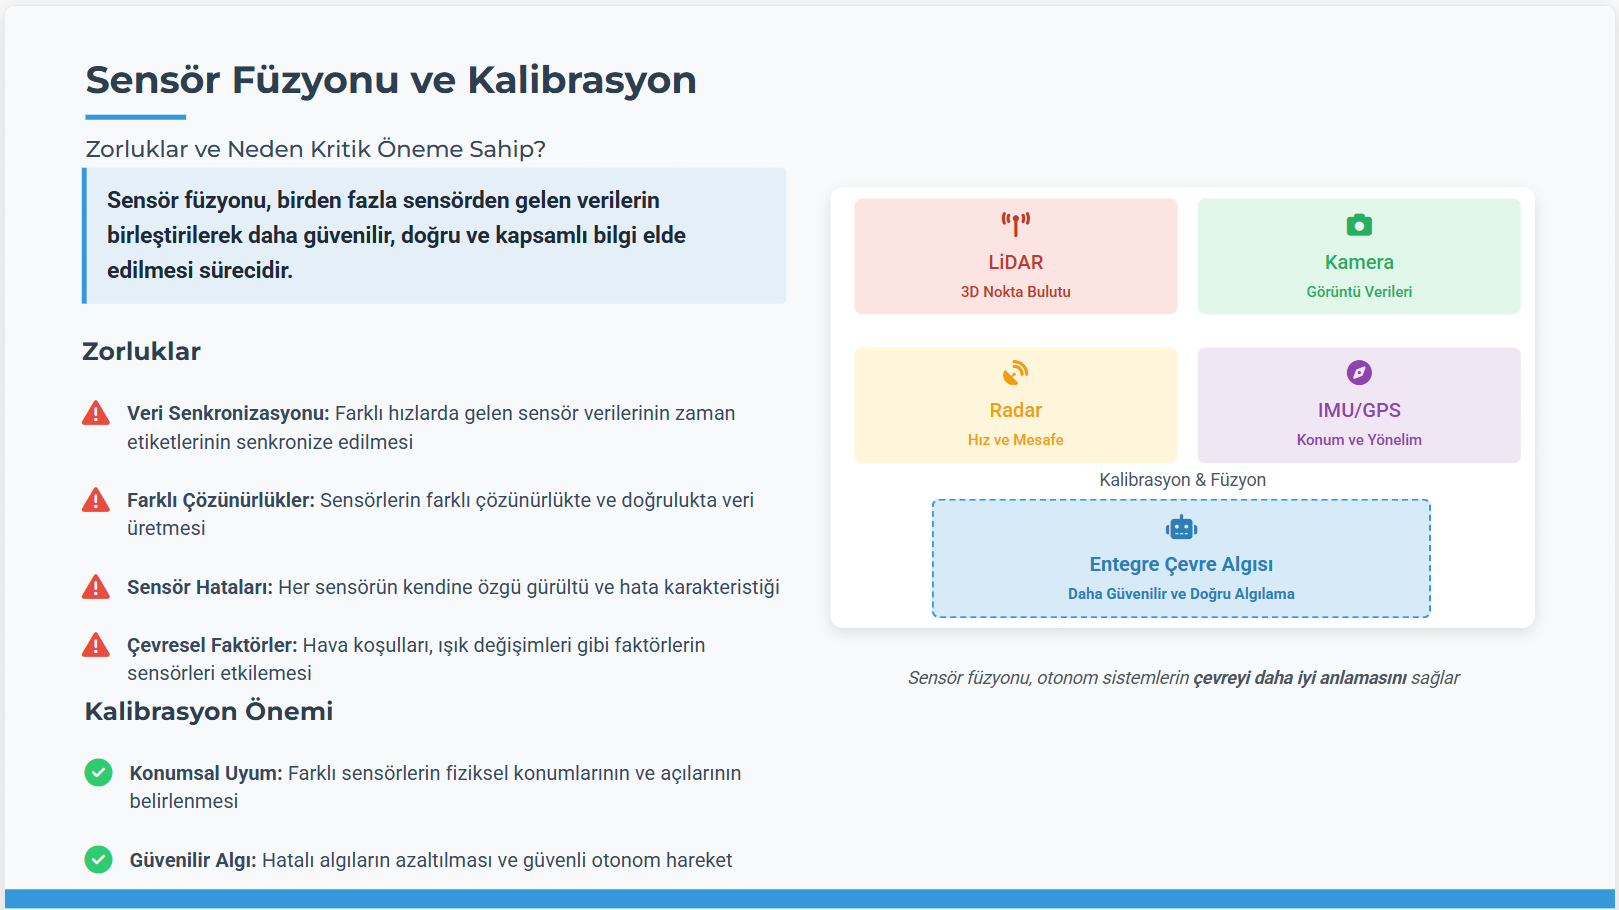 Sensör Füzyonu ve Kalibrasyon
Zorluklar ve Neden Kritik Öneme Sahip?
Sensör füzyonu, birden fazla sensörden gelen verilerin
birleştirilerek daha güvenilir, doğru ve kapsamlı bilgi elde
edilmesi sürecidir.
Zorluklar
Veri Senkronizasyonu: Farklı hızlarda gelen sensör verilerinin zaman
etiketlerinin senkronize edilmesi
Farklı Çözünürlükler: Sensörlerin farklı çözünürlükte ve doğrulukta veri
üretmesi
Sensör Hataları: Her sensörün kendine özgü gürültü ve hata karakteristiği
Çevresel Faktörler: Hava koşulları, ışık değişimleri gibi faktörlerin
sensörleri etkilemesi
Kalibrasyon Önemi
Konumsal Uyum: Farklı sensörlerin fiziksel konumlarının ve açılarının
belirlenmesi
Güvenilir Algı: Hatalı algıların azaltılması ve güvenli otonom hareket
LiDAR
3D Nokta Bulutu
Kamera
Görüntü Verileri
Radar
Hız ve Mesafe
IMU/GPS
Konum ve Yönelim
Kalibrasyon & Füzyon
Entegre Çevre Algısı
Daha Güvenilir ve Doğru Algılama
Sensör füzyonu, otonom sistemlerin çevreyi daha iyi anlamasını sağlar